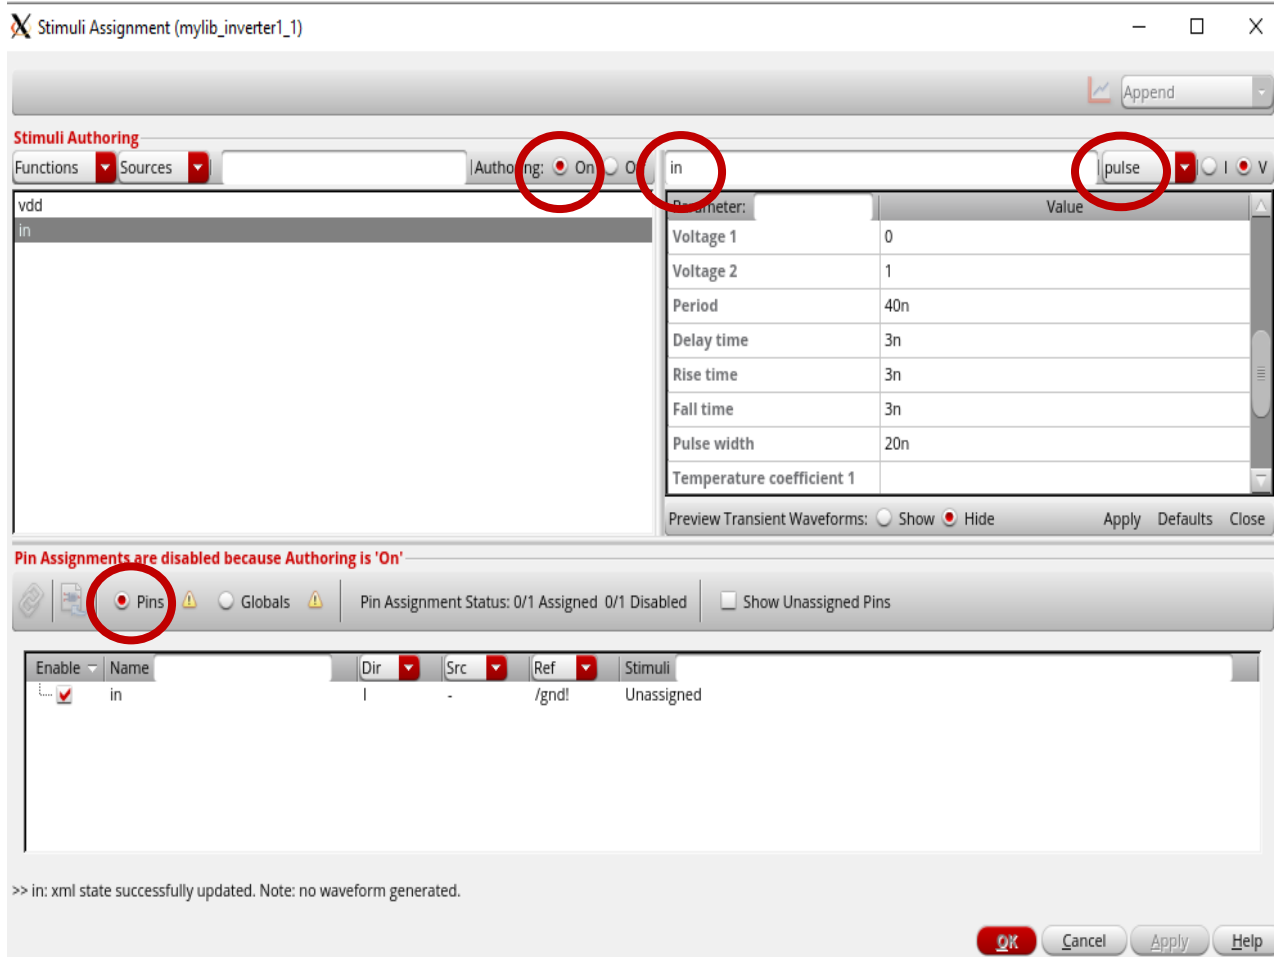 Stimuli Assignment (mylib_inverter1_1)
Append
Stimuli Authoring
Functions Sources Authoring: On in pulse I V
vdd
in
Parameter: Value
Voltage 1 0
Voltage 2 1
Period 40n
Delay time 3n
Rise time 3n
Fall time 3n
Pulse width 20n
Temperature coefficient 1
Preview Transient Waveforms: Show Hide Apply Defaults Close
Pin Assignments are disabled because Authoring is 'On'
Pins Globals Pin Assignment Status: 0/1 Assigned 0/1 Disabled Show Unassigned Pins
Enable Name Dir Src Ref Stimuli
in I - /gnd! Unassigned
>> in: xml state successfully updated. Note: no waveform generated.
OK Cancel Apply Help